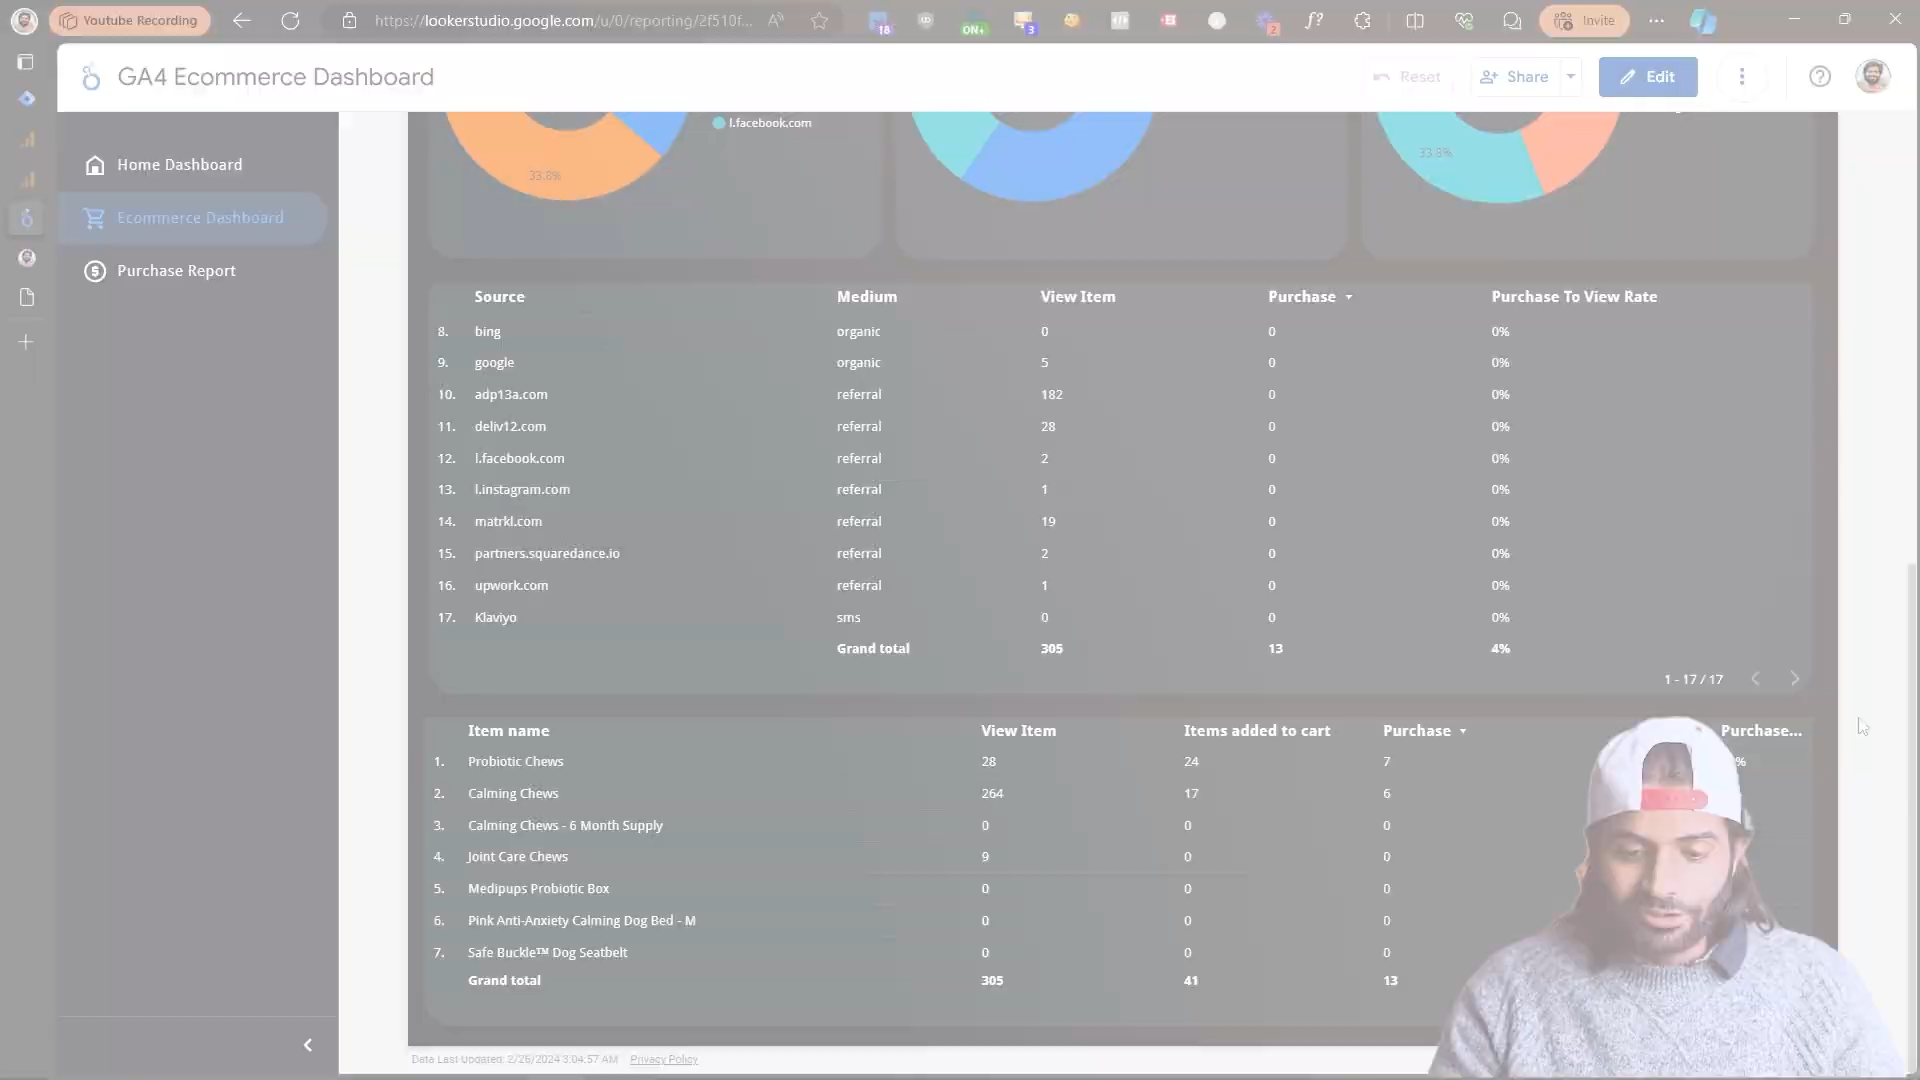 Youtube Recording
https://lookerstudio.google.com/u/0/reporting/2f510f...
18
ON
3
2
Invite
GA4 Ecommerce Dashboard
Reset
Share
Edit
Home Dashboard
Ecommerce Dashboard
Purchase Report
l.facebook.com
33.8%
33.8%
Source Medium View Item Purchase Purchase To View Rate
8. bing organic 0 0 0%
9. google organic 5 0 0%
10. adp13a.com referral 182 0 0%
11. deliv12.com referral 28 0 0%
12. l.facebook.com referral 2 0 0%
13. l.instagram.com referral 1 0 0%
14. matrkl.com referral 19 0 0%
15. partners.squaredance.io referral 2 0 0%
16. upwork.com referral 1 0 0%
17. Klaviyo sms 0 0 0%
Grand total 305 13 4%
1 - 17 / 17
Item name View Item Items added to cart Purchase Purchase...
1. Probiotic Chews 28 24 7 %
2. Calming Chews 264 17 6
3. Calming Chews - 6 Month Supply 0 0 0
4. Joint Care Chews 9 0 0
5. Medipups Probiotic Box 0 0 0
6. Pink Anti-Anxiety Calming Dog Bed - M 0 0 0
7. Safe Buckle™ Dog Seatbelt 0 0 0
Grand total 305 41 13
Data Last Updated: 2/26/2024 3:04:57 AM Privacy Policy